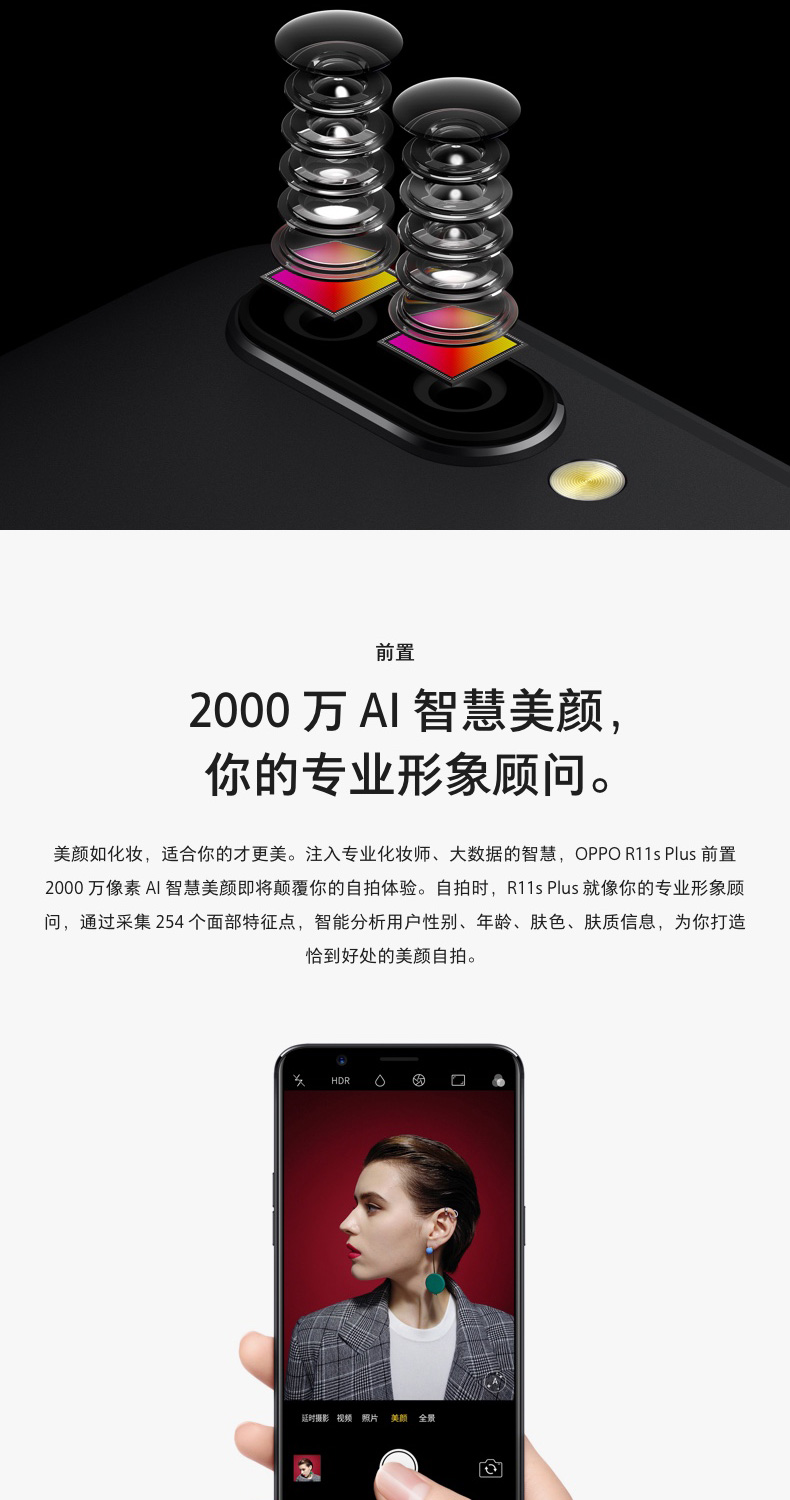 前置
2000 万 AI 智慧美颜，
你的专业形象顾问。
美颜如化妆，适合你的才更美。注入专业化妆师、大数据的智慧，OPPO R11s Plus 前置
2000 万像素 AI 智慧美颜即将颠覆你的自拍体验。自拍时，R11s Plus 就像你的专业形象顾
问，通过采集 254 个面部特征点，智能分析用户性别、年龄、肤色、肤质信息，为你打造
恰到好处的美颜自拍。
HDR
A
延时摄影 视频 照片 美颜 全景